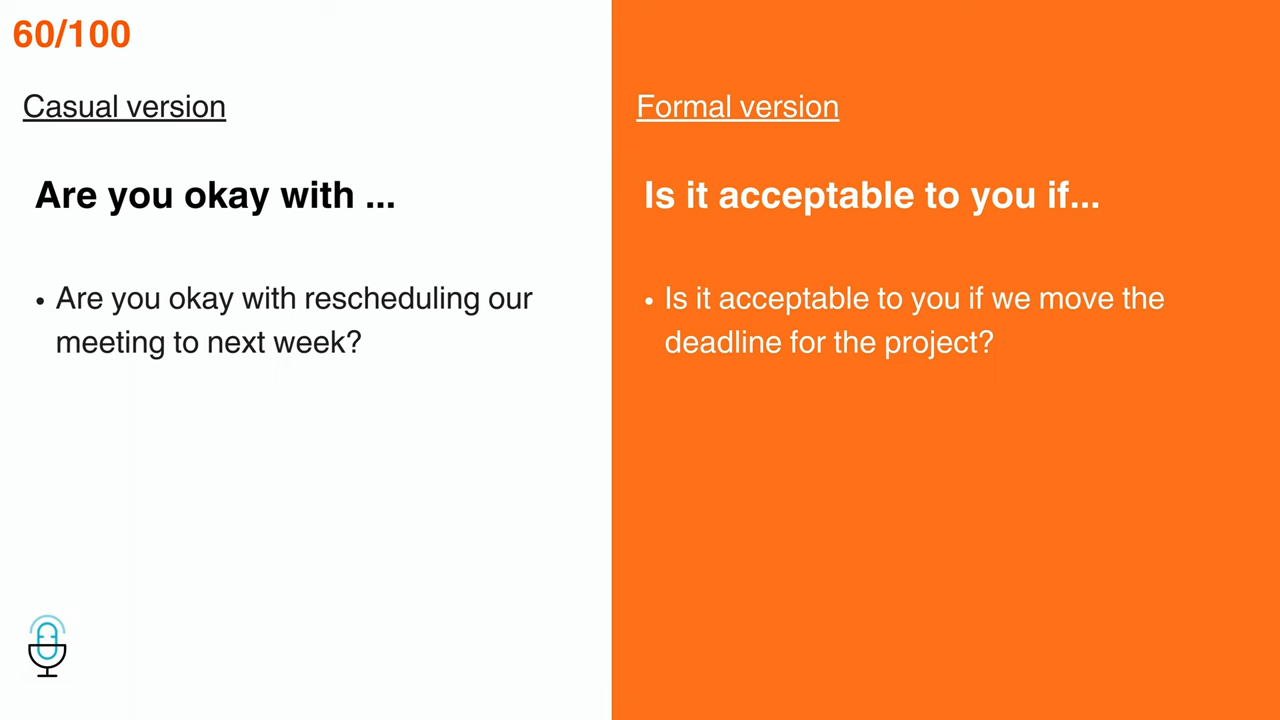 60/100
Casual version
Are you okay with ...
• Are you okay with rescheduling our
meeting to next week?
Formal version
Is it acceptable to you if...
• Is it acceptable to you if we move the
deadline for the project?